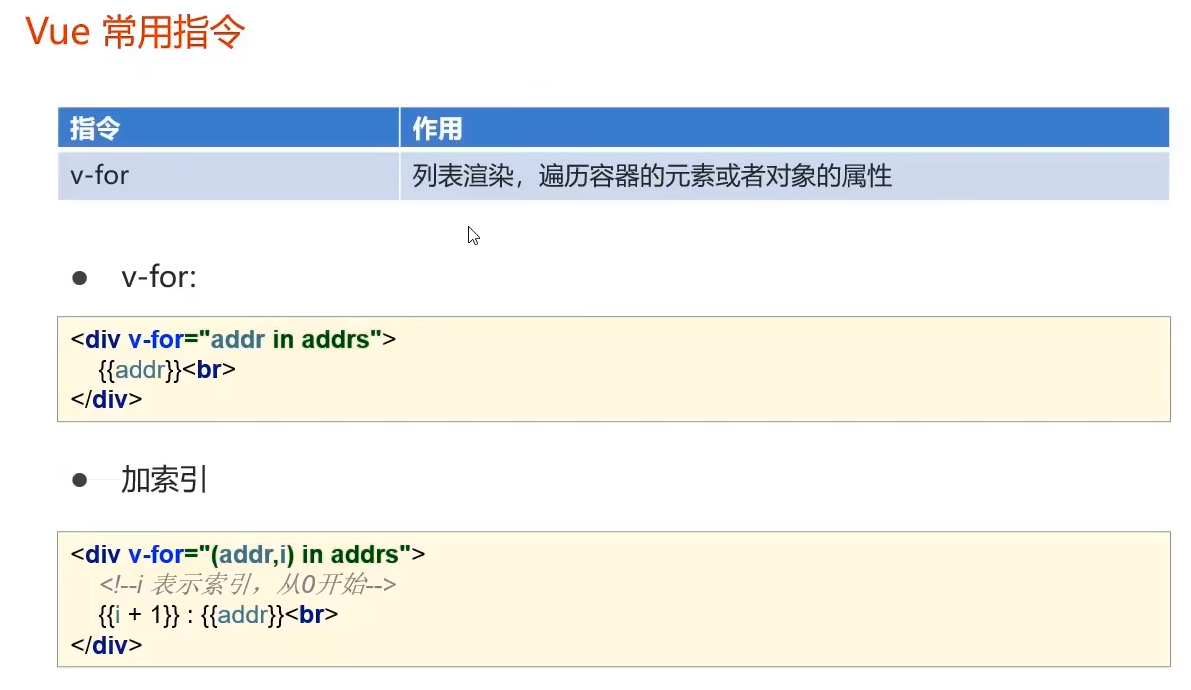 Vue 常用指令
指令 作用
v-for 列表渲染，遍历容器的元素或者对象的属性
● v-for:
<div v-for="addr in addrs">
{{addr}}<br>
</div>
● 加索引
<div v-for="(addr,i) in addrs">
<!--i 表示索引，从0开始-->
{{i + 1}} : {{addr}}<br>
</div>